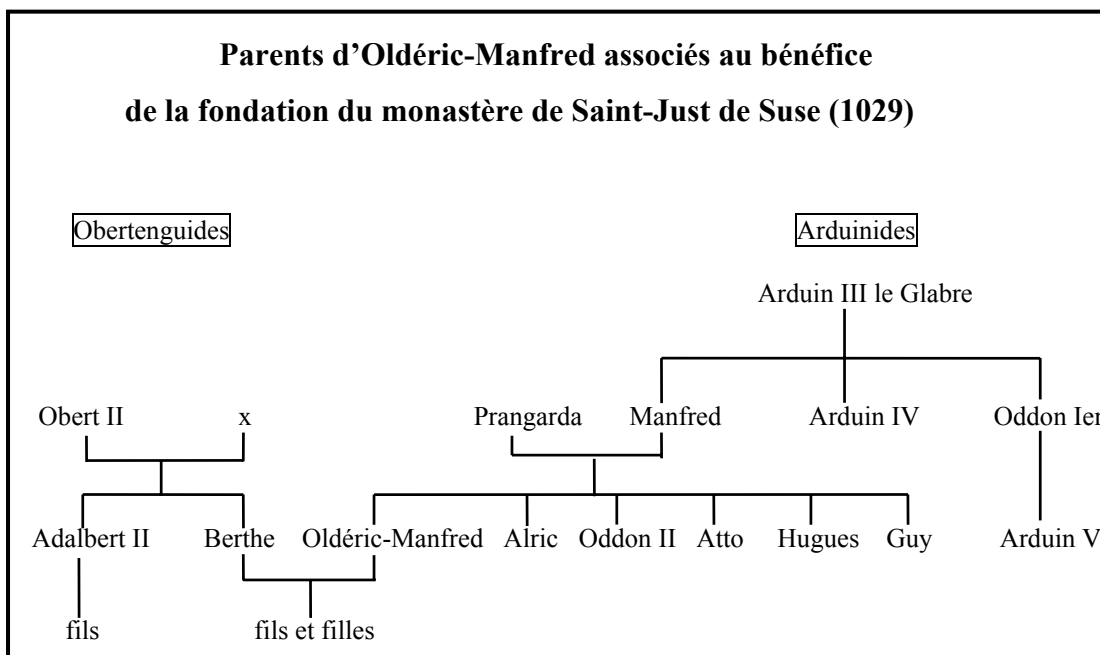 Parents d’Oldéric-Manfred associés au bénéfice
de la fondation du monastère de Saint-Just de Suse (1029)
Obertenguides Arduinides
Arduin III le Glabre
Obert II x Prangarda Manfred Arduin IV Oddon Ier
Adalbert II Berthe Oldéric-Manfred Alric Oddon II Atto Hugues Guy Arduin V
fils fils et filles